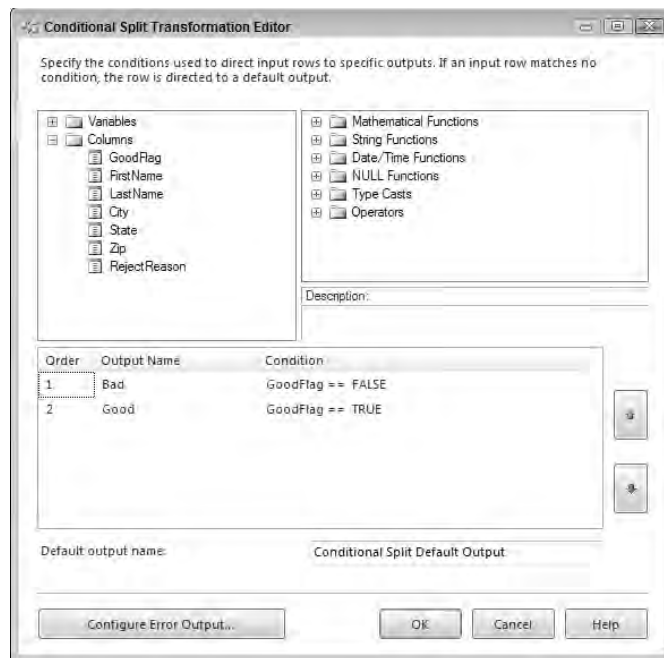 Conditional Split Transformation Editor
Specify the conditions used to direct input rows to specific outputs. If an input row matches no
condition, the row is directed to a default output.
Variables
Columns
GoodFlag
FirstName
LastName
City
State
Zip
RejectReason
Mathematical Functions
String Functions
Date/Time Functions
NULL Functions
Type Casts
Operators
Description:
Order Output Name Condition
1 Bad GoodFlag == FALSE
2 Good GoodFlag == TRUE
Default output name: Conditional Split Default Output
Configure Error Output... OK Cancel Help